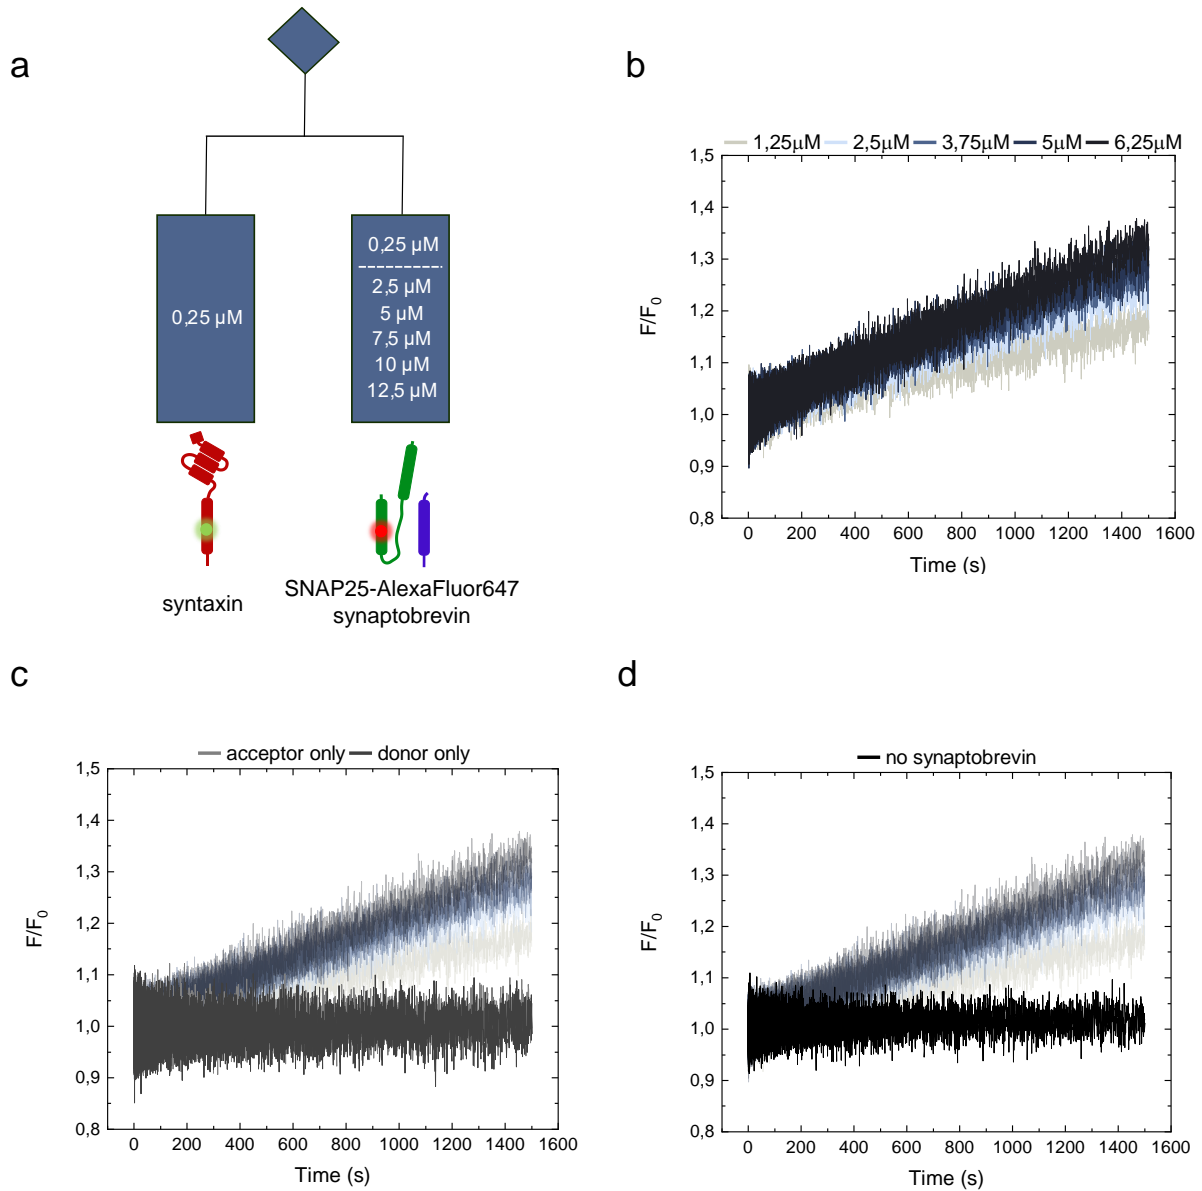 a
0,25 µM
0,25 µM
2,5 µM
5 µM
7,5 µM
10 µM
12,5 µM
syntaxin
SNAP25-AlexaFluor647
synaptobrevin
b
1,25µM 2,5µM 3,75µM 5µM 6,25µM
1,5
1,4
1,3
1,2
1,1
1,0
0,9
0,8
F/F0
0 200 400 600 800 1000 1200 1400 1600
Time (s)
c
acceptor only donor only
1,5
1,4
1,3
1,2
1,1
1,0
0,9
0,8
F/F0
0 200 400 600 800 1000 1200 1400 1600
Time (s)
d
no synaptobrevin
1,5
1,4
1,3
1,2
1,1
1,0
0,9
0,8
F/F0
0 200 400 600 800 1000 1200 1400 1600
Time (s)